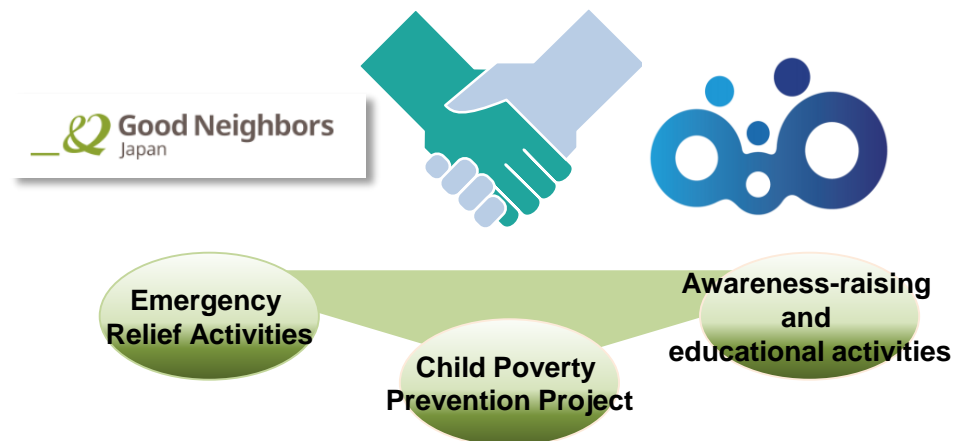 Good Neighbors
Japan
Emergency
Relief Activities
Child Poverty
Prevention Project
Awareness-raising
and
educational activities